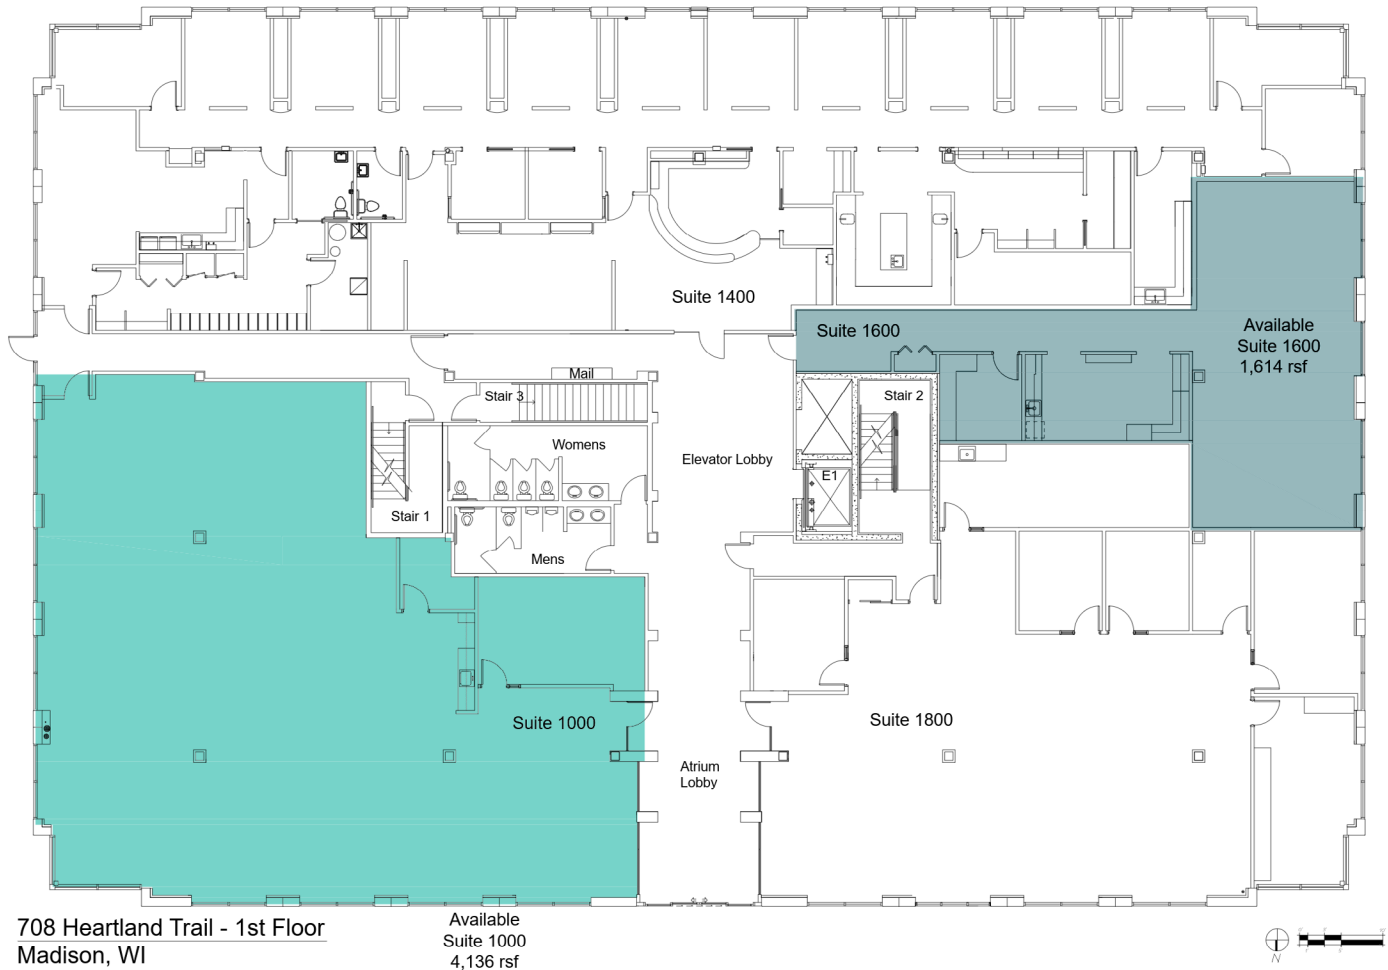 Suite 1400
Suite 1600
Available
Suite 1600
1,614 rsf
Mail
Stair 3
Stair 2
Womens
Elevator Lobby
E1
Stair 1
Mens
Suite 1000
Suite 1800
Atrium
Lobby
708 Heartland Trail - 1st Floor
Madison, WI
Available
Suite 1000
4,136 rsf
N